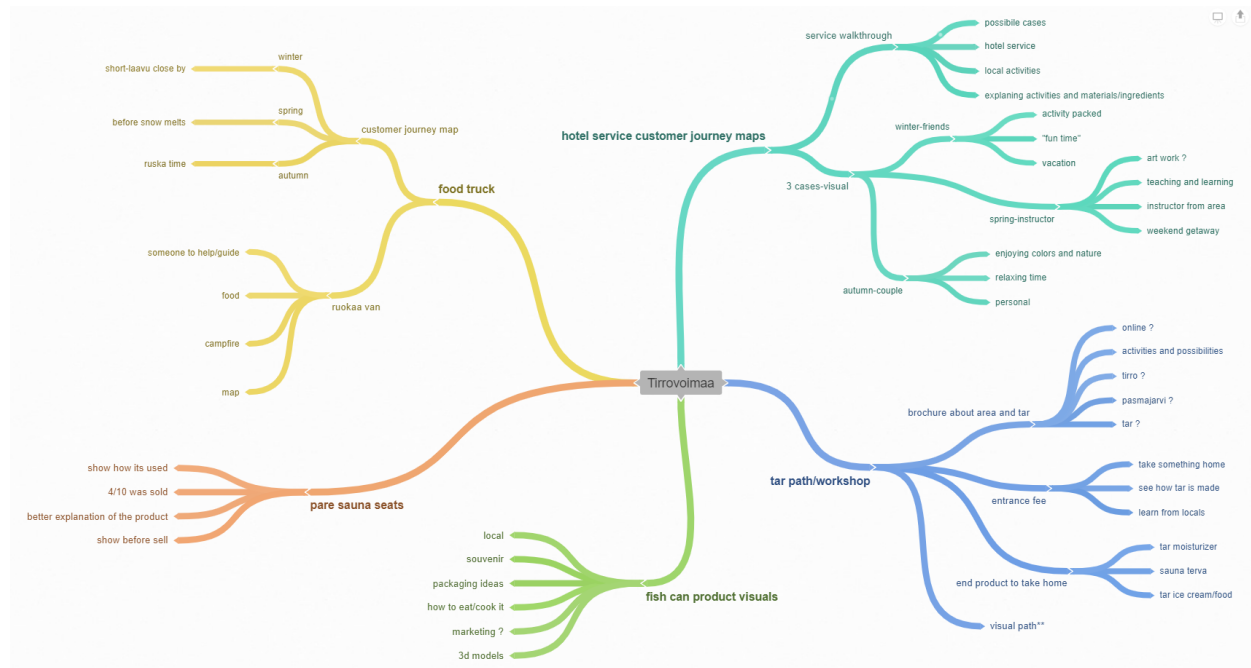 Tirrovoimaa
food truck
customer journey map
winter
short-laavu close by
spring
before snow melts
autumn
ruska time
ruokaa van
someone to help/guide
food
campfire
map
pare sauna seats
show how its used
4/10 was sold
better explanation of the product
show before sell
fish can product visuals
local
souvenir
packaging ideas
how to eat/cook it
marketing ?
3d models
hotel service customer journey maps
service walkthrough
possibile cases
hotel service
local activities
explaning activities and materials/ingredients
3 cases-visual
winter-friends
activity packed
"fun time"
vacation
spring-instructor
art work ?
teaching and learning
instructor from area
weekend getaway
autumn-couple
enjoying colors and nature
relaxing time
personal
tar path/workshop
brochure about area and tar
online ?
activities and possibilities
tirro ?
pasmajarvi ?
tar ?
entrance fee
take something home
see how tar is made
learn from locals
end product to take home
tar moisturizer
sauna terva
tar ice cream/food
visual path**